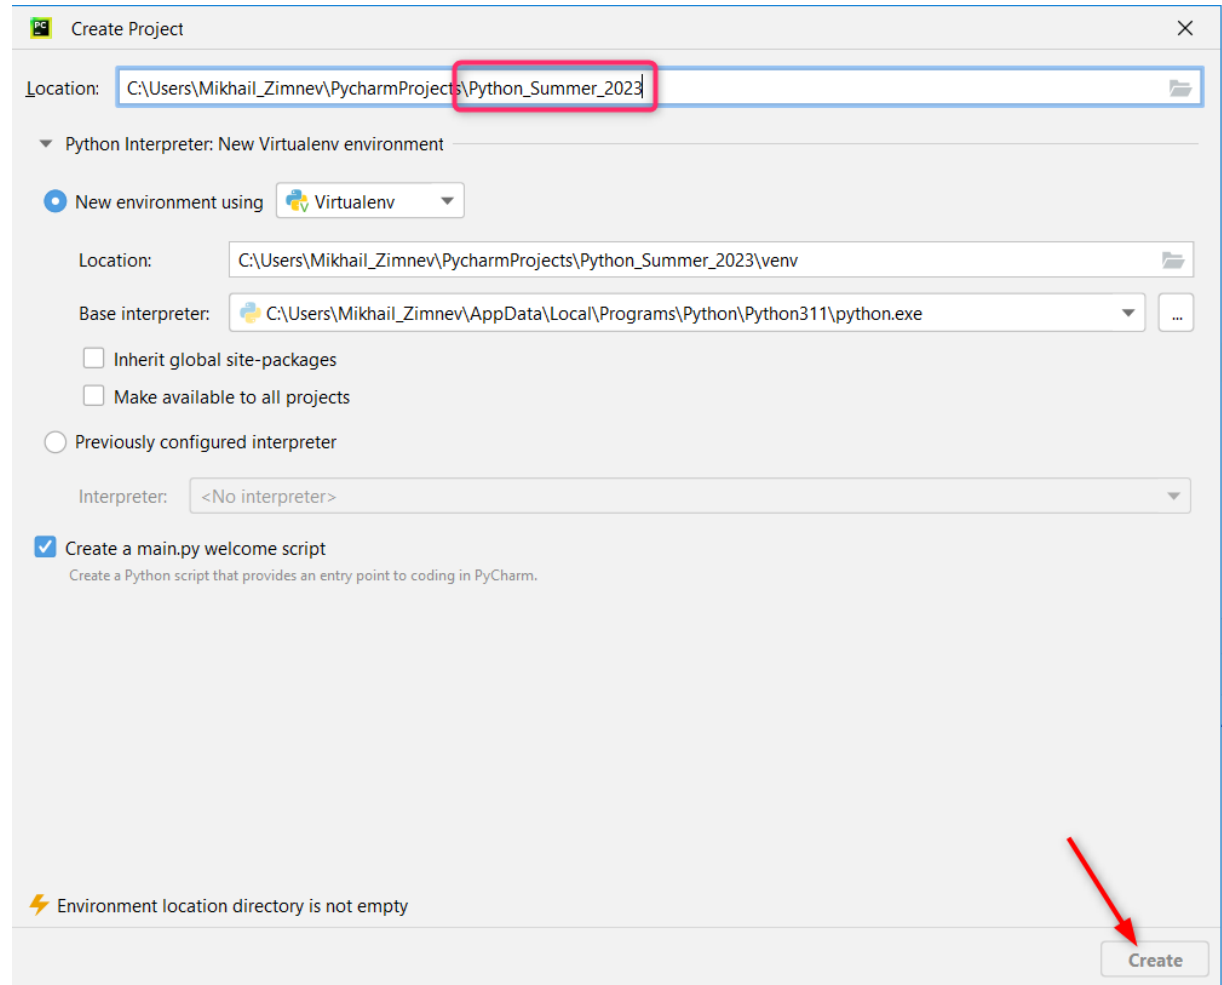 PC Create Project
Location: C:\Users\Mikhail_Zimnev\PycharmProjects\Python_Summer_2023
Python Interpreter: New Virtualenv environment
New environment using Virtualenv
Location: C:\Users\Mikhail_Zimnev\PycharmProjects\Python_Summer_2023\venv
Base interpreter: C:\Users\Mikhail_Zimnev\AppData\Local\Programs\Python\Python311\python.exe ...
Inherit global site-packages
Make available to all projects
Previously configured interpreter
Interpreter: <No interpreter>
Create a main.py welcome script
Create a Python script that provides an entry point to coding in PyCharm.
Environment location directory is not empty
Create